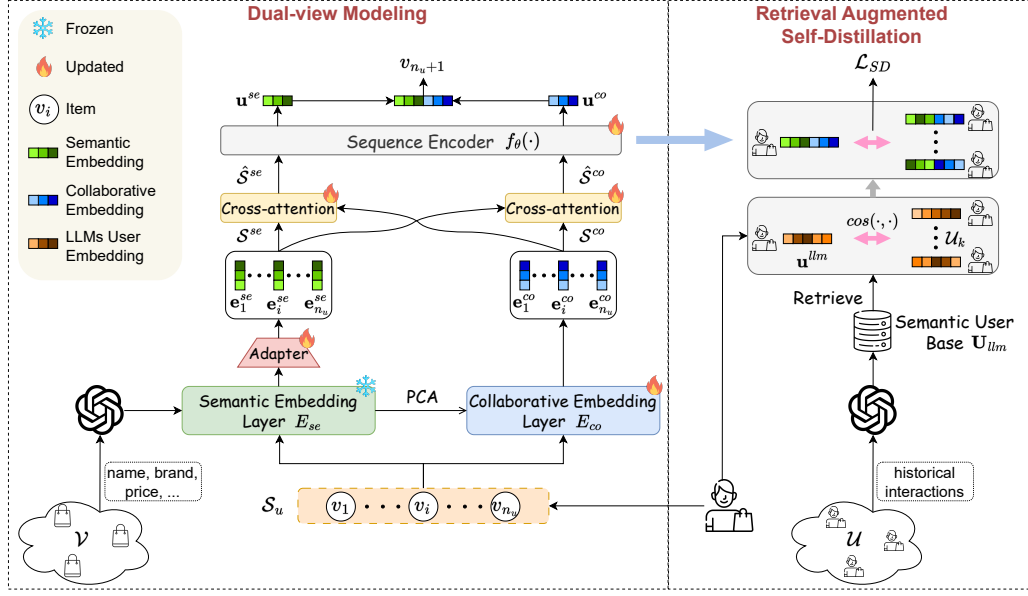 Dual-view Modeling
Retrieval Augmented
Self-Distillation
Frozen
Updated
v_i Item
Semantic
Embedding
Collaborative
Embedding
LLMs User
Embedding
v_{n_u+1}
u^{se}
u^{co}
Sequence Encoder f_θ(·)
Ŝ^{se}
Ŝ^{co}
Cross-attention
Cross-attention
S^{se}
S^{co}
e_1^{se} e_i^{se} e_{n_u}^{se}
e_1^{co} e_i^{co} e_{n_u}^{co}
Adapter
Semantic Embedding
Layer E_{se}
PCA
Collaborative Embedding
Layer E_{co}
name, brand,
price, ...
V
S_u
v_1 · · · v_i · · · v_{n_u}
L_{SD}
cos(·,·)
u^{llm}
U_k
Retrieve
Semantic User
Base U_{llm}
historical
interactions
U